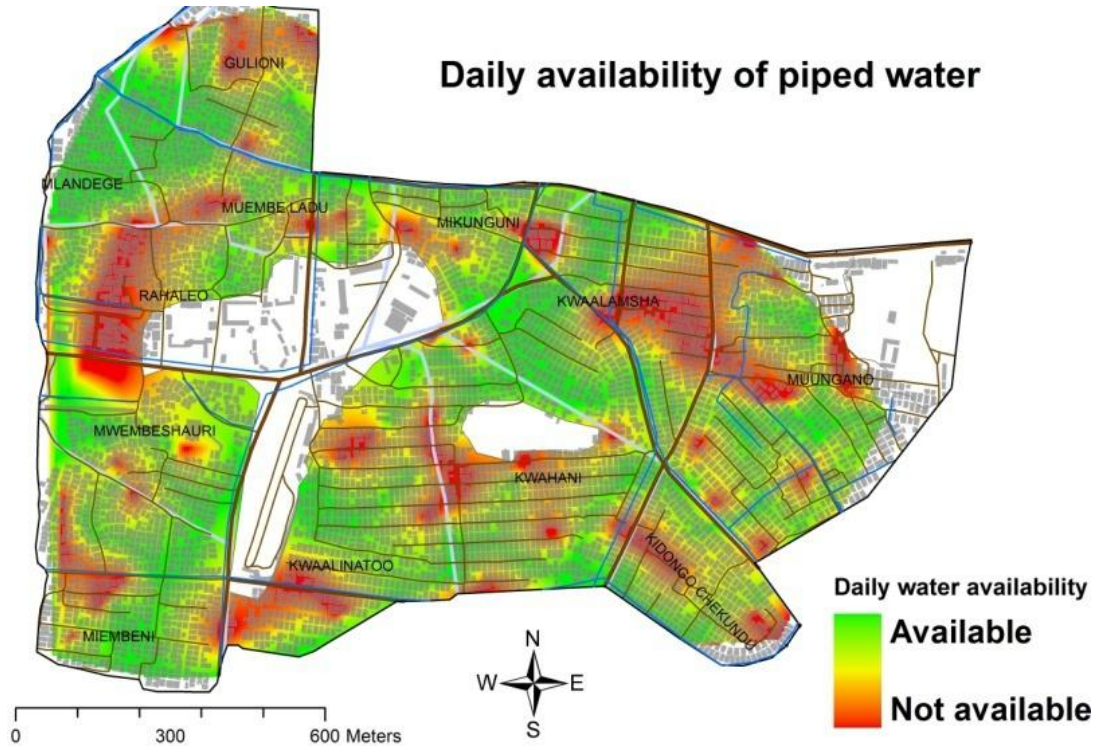 GULIONI
Daily availability of piped water
MLANDEGE
MUEMBE LADU
MIKUNGUNI
RAHALEO
KWAALAMSHA
MUUNGANO
MWEMBESHAURI
KWAHANI
KIDONGO CHEKUNDU
KWAALINATOO
MIEMBENI
Daily water availability
Available
Not available
N
W E
S
0 300 600 Meters